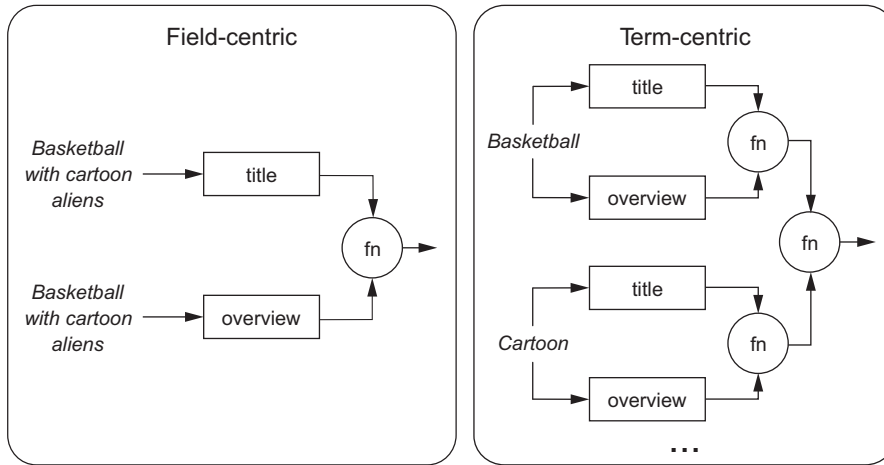 Field-centric
Basketball
with cartoon
aliens
title
fn
Basketball
with cartoon
aliens
overview
Term-centric
title
Basketball
fn
overview
fn
title
Cartoon
fn
overview
...